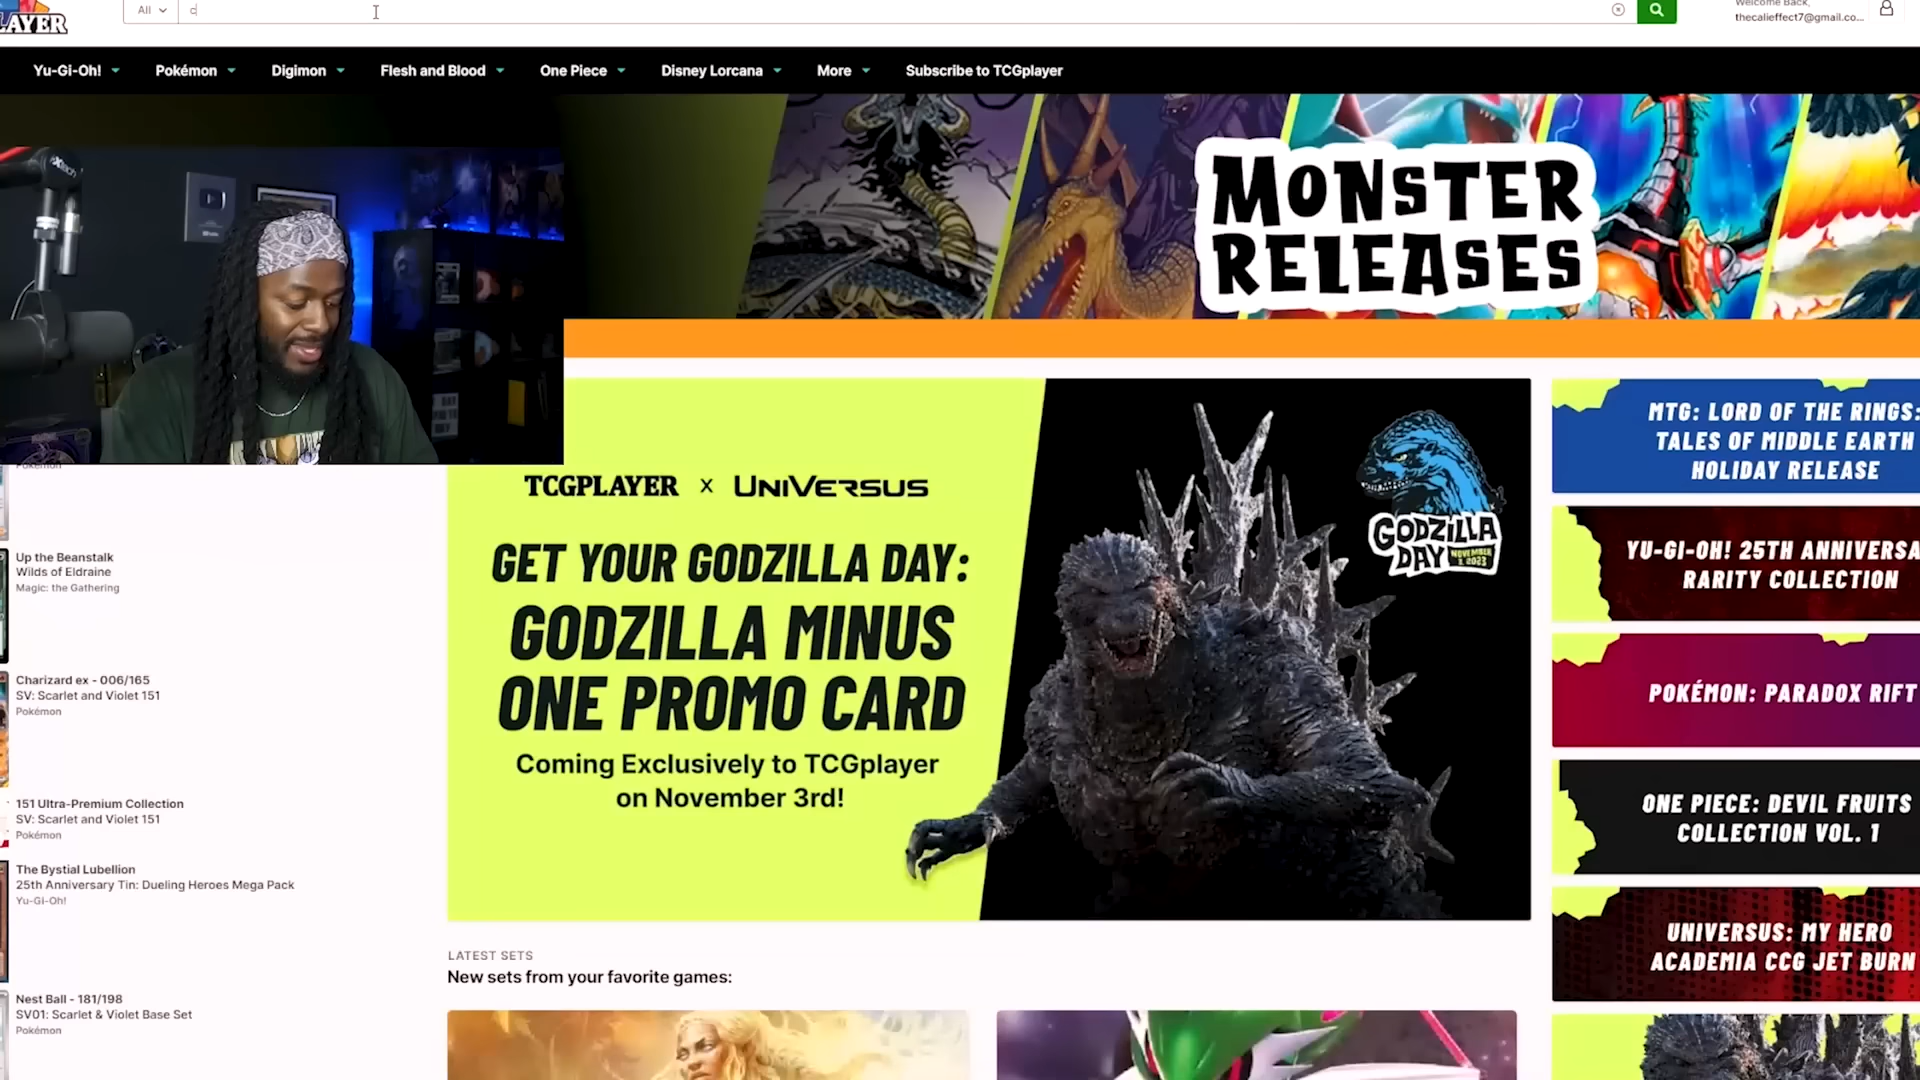 LAYER
All
c
Welcome Back,
thecalieffect7@gmail.co...
Yu-Gi-Oh!
Pokémon
Digimon
Flesh and Blood
One Piece
Disney Lorcana
More
Subscribe to TCGplayer
MONSTER
RELEASES
Pokémon
Up the Beanstalk
Wilds of Eldraine
Magic: the Gathering
Charizard ex - 006/165
SV: Scarlet and Violet 151
Pokémon
151 Ultra-Premium Collection
SV: Scarlet and Violet 151
Pokémon
The Bystial Lubellion
25th Anniversary Tin: Dueling Heroes Mega Pack
Yu-Gi-Oh!
Nest Ball - 181/198
SV01: Scarlet & Violet Base Set
Pokémon
TCGPLAYER x UNIVERSUS
GET YOUR GODZILLA DAY:
GODZILLA MINUS
ONE PROMO CARD
Coming Exclusively to TCGplayer
on November 3rd!
GODZILLA
DAY NOVEMBER
3, 2023
LATEST SETS
New sets from your favorite games:
MTG: LORD OF THE RINGS:
TALES OF MIDDLE EARTH
HOLIDAY RELEASE
YU-GI-OH! 25TH ANNIVERSA
RARITY COLLECTION
POKÉMON: PARADOX RIFT
ONE PIECE: DEVIL FRUITS
COLLECTION VOL. 1
UNIVERSUS: MY HERO
ACADEMIA CCG JET BURN